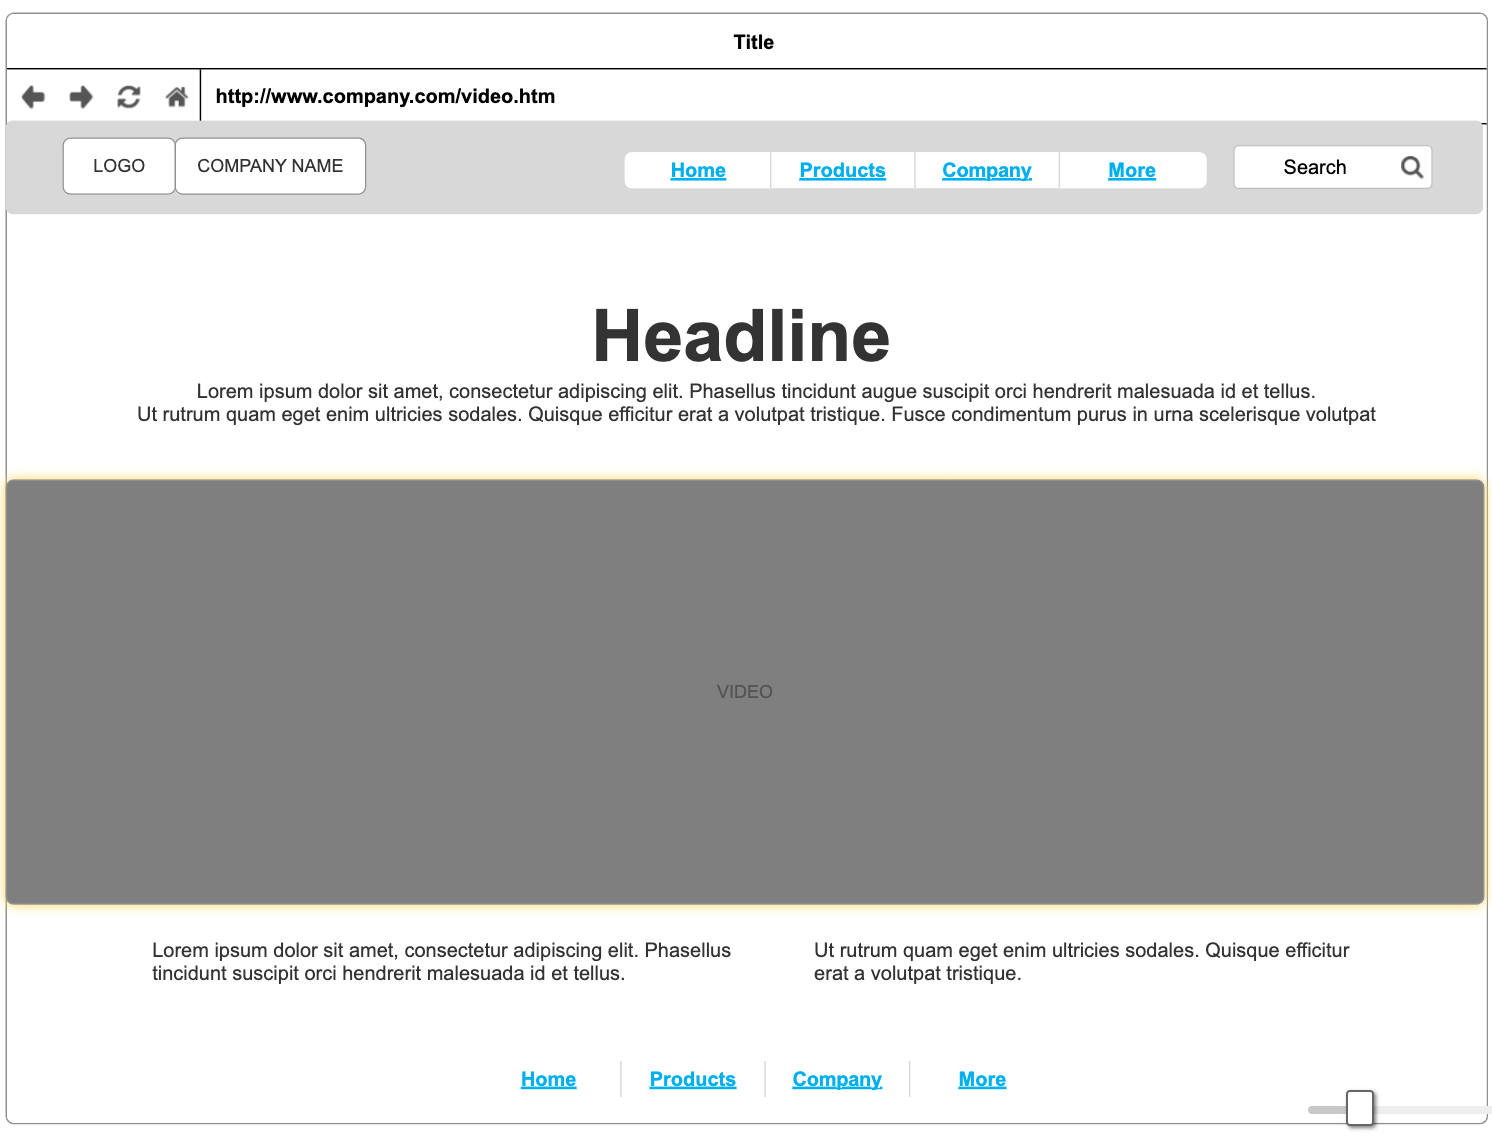 Title
http://www.company.com/video.htm
LOGO
COMPANY NAME
Home
Products
Company
More
Search
Headline
Lorem ipsum dolor sit amet, consectetur adipiscing elit. Phasellus tincidunt augue suscipit orci hendrerit malesuada id et tellus.
Ut rutrum quam eget enim ultricies sodales. Quisque efficitur erat a volutpat tristique. Fusce condimentum purus in urna scelerisque volutpat
VIDEO
Lorem ipsum dolor sit amet, consectetur adipiscing elit. Phasellus
tincidunt suscipit orci hendrerit malesuada id et tellus.
Ut rutrum quam eget enim ultricies sodales. Quisque efficitur
erat a volutpat tristique.
Home
Products
Company
More